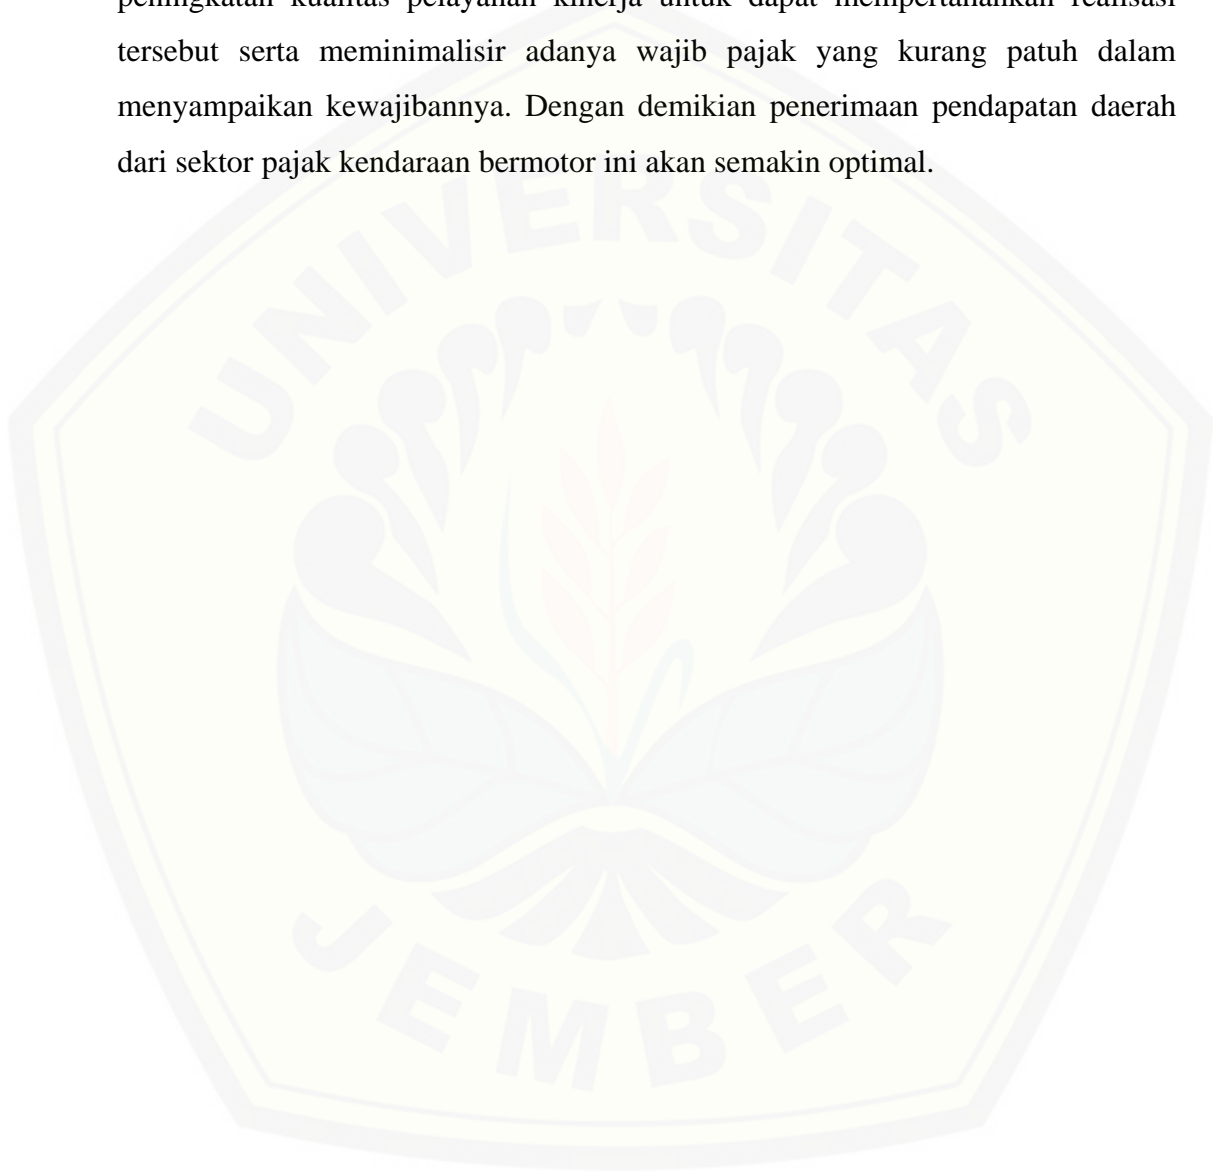 peningkatan kualitas pelayanan kinerja untuk dapat mempertahankan realisasi
tersebut serta meminimalisir adanya wajib pajak yang kurang patuh dalam
menyampaikan kewajibannya. Dengan demikian penerimaan pendapatan daerah
dari sektor pajak kendaraan bermotor ini akan semakin optimal.
UNIVERSITAS
JEMBER